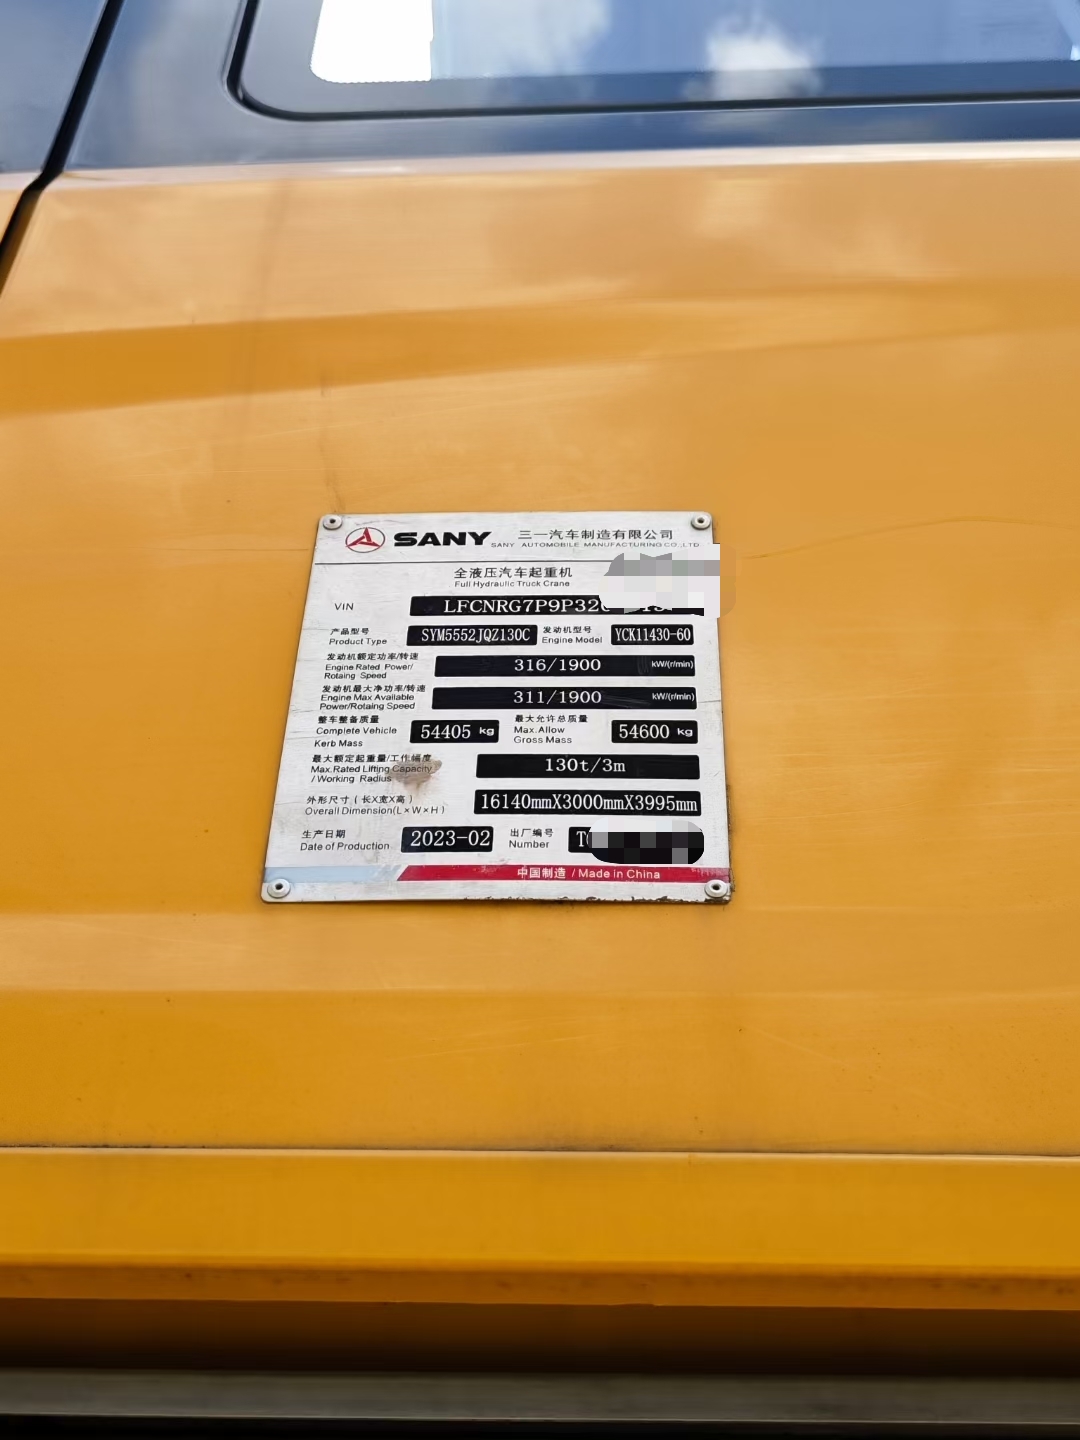 SANY 三一汽车制造有限公司
SANY AUTOMOBILE MANUFACTURING CO.,LTD
全液压汽车起重机
Full Hydraulic Truck Crane
VIN LFCNRG7P9P32
产品型号 SYM5552JQZ130C 发动机型号 YCK11430-60
Product Type Engine Model
发动机额定功率/转速
Engine Rated Power/ 316/1900 kW/(r/min)
Rotaing Speed
发动机最大净功率/转速
Engine Max Available 311/1900 kW/(r/min)
Power/Rotaing Speed
整车整备质量 最大允许总质量
Complete Vehicle 54405 kg Max.Allow 54600 kg
Kerb Mass Gross Mass
最大额定起重量/工作幅度
Max.Rated Lifting Capacity 130t/3m
/ Working Radius
外形尺寸 (长X宽X高) 16140mmX3000mmX3995mm
Overall Dimension(L×W×H)
生产日期 2023-02 出厂编号
Date of Production Number
中国制造 / Made in China